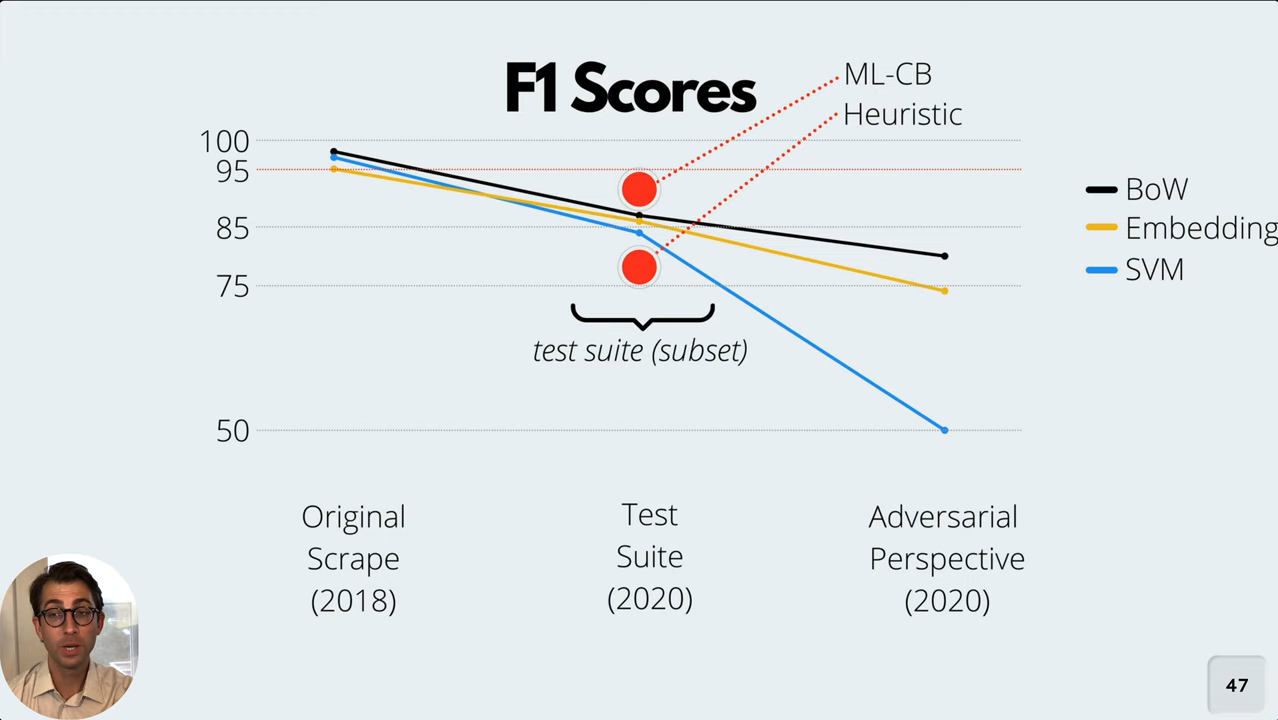 F1 Scores
ML-CB
Heuristic
100
95
85
75
50
BoW
Embedding
SVM
test suite (subset)
Original
Scrape
(2018)
Test
Suite
(2020)
Adversarial
Perspective
(2020)
47